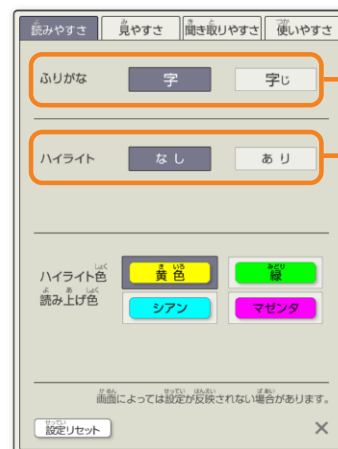 読みやすさ 見やすさ 聞き取りやすさ 使いやすさ
ふりがな 字 字じ
ハイライト なし あり
ハイライト色 黄色 緑
読み上げ色 シアン マゼンタ
画面によっては設定が反映されない場合があります。
設定リセット ×